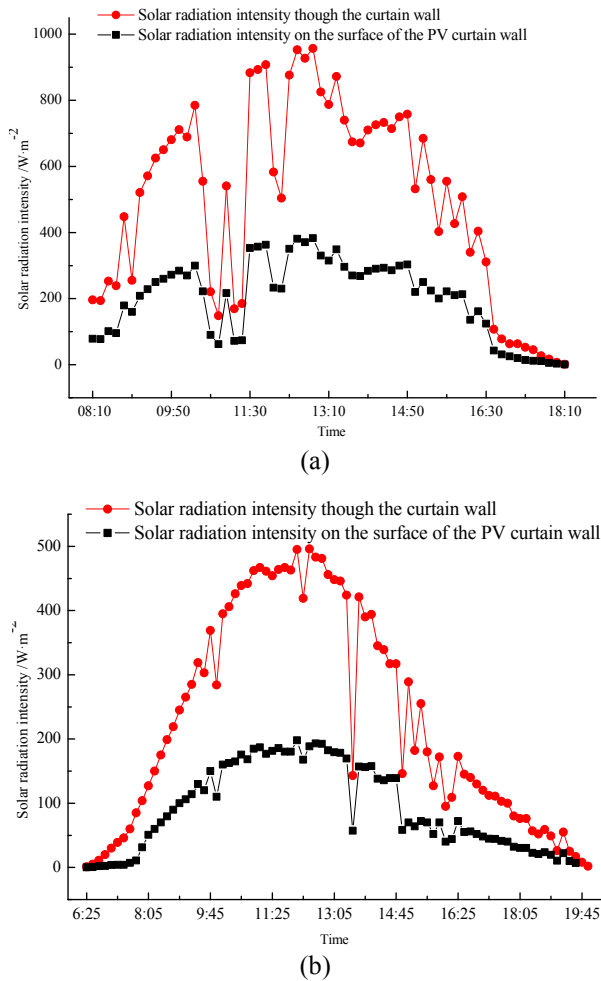 Solar radiation intensity though the curtain wall
Solar radiation intensity on the surface of the PV curtain wall
Solar radiation intensity /W·m-2
1000
800
600
400
200
0
08:10 09:50 11:30 13:10 14:50 16:30 18:10
Time
(a)
Solar radiation intensity though the curtain wall
Solar radiation intensity on the surface of the PV curtain wall
Solar radiation intensity /W·m-2
500
400
300
200
100
0
6:25 8:05 9:45 11:25 13:05 14:45 16:25 18:05 19:45
Time
(b)